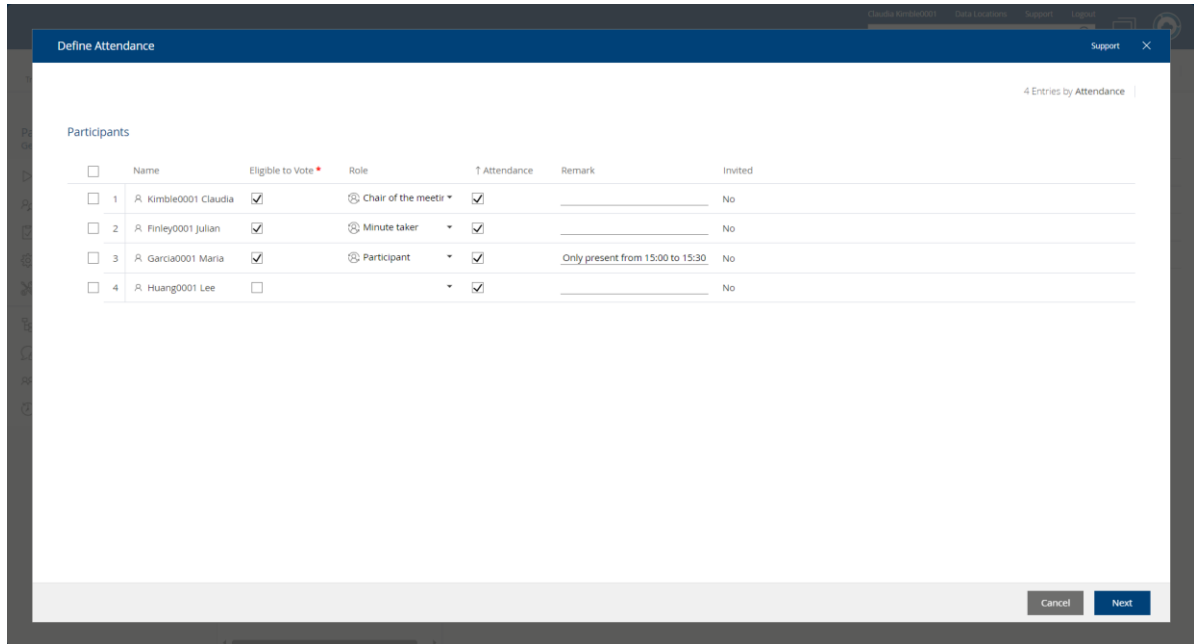 Claudia Kimble0001 Data Locations Support Logout
Define Attendance Support
4 Entries by Attendance
Participants
Name Eligible to Vote * Role ↑ Attendance Remark Invited
1 Kimble0001 Claudia Chair of the meetir No
2 Finley0001 Julian Minute taker No
3 Garcia0001 Maria Participant Only present from 15:00 to 15:30 No
4 Huang0001 Lee No
Cancel Next